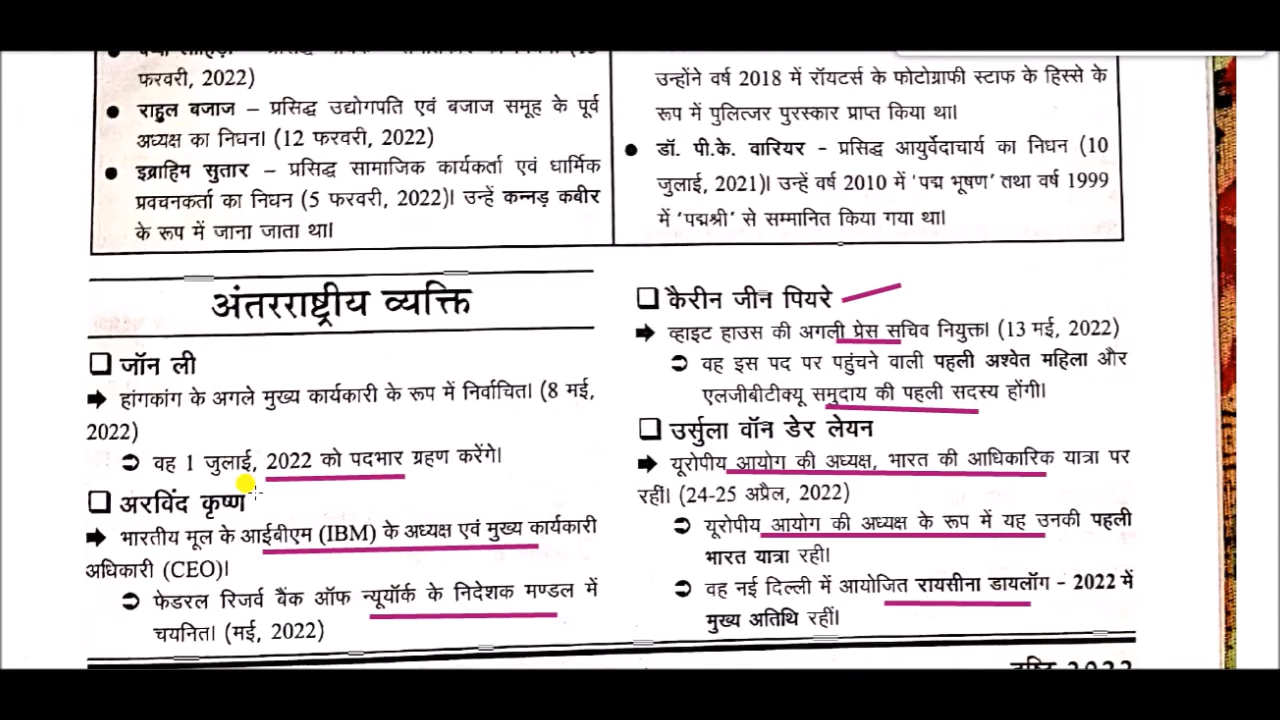 फरवरी, 2022)
● राहुल बजाज – प्रसिद्ध उद्योगपति एवं बजाज समूह के पूर्व
अध्यक्ष का निधन। (12 फरवरी, 2022)
● इब्राहिम सुतार – प्रसिद्ध सामाजिक कार्यकर्ता एवं धार्मिक
प्रवचनकर्ता का निधन (5 फरवरी, 2022)। उन्हें कन्नड़ कबीर
के रूप में जाना जाता था।
उन्होंने वर्ष 2018 में रॉयटर्स के फोटोग्राफी स्टाफ के हिस्से के
रूप में पुलित्जर पुरस्कार प्राप्त किया था।
● डॉ. पी.के. वारियर - प्रसिद्ध आयुर्वेदाचार्य का निधन (10
जुलाई, 2021)। उन्हें वर्ष 2010 में 'पद्म भूषण' तथा वर्ष 1999
में 'पद्मश्री' से सम्मानित किया गया था।
अंतरराष्ट्रीय व्यक्ति
❑ जॉन ली
➡ हांगकांग के अगले मुख्य कार्यकारी के रूप में निर्वाचित। (8 मई,
2022)
⊃ वह 1 जुलाई, 2022 को पदभार ग्रहण करेंगे।
❑ अरविंद कृष्ण
➡ भारतीय मूल के आईबीएम (IBM) के अध्यक्ष एवं मुख्य कार्यकारी
अधिकारी (CEO)।
⊃ फेडरल रिजर्व बैंक ऑफ न्यूयॉर्क के निदेशक मण्डल में
चयनित। (मई, 2022)
❑ कैरीन जीन पियरे
➡ व्हाइट हाउस की अगली प्रेस सचिव नियुक्त। (13 मई, 2022)
⊃ वह इस पद पर पहुंचने वाली पहली अश्वेत महिला और
एलजीबीटीक्यू समुदाय की पहली सदस्य होंगी।
❑ उर्सुला वॉन डेर लेयन
➡ यूरोपीय आयोग की अध्यक्ष, भारत की आधिकारिक यात्रा पर
रहीं। (24-25 अप्रैल, 2022)
⊃ यूरोपीय आयोग की अध्यक्ष के रूप में यह उनकी पहली
भारत यात्रा रही।
⊃ वह नई दिल्ली में आयोजित रायसीना डायलॉग - 2022 में
मुख्य अतिथि रहीं।